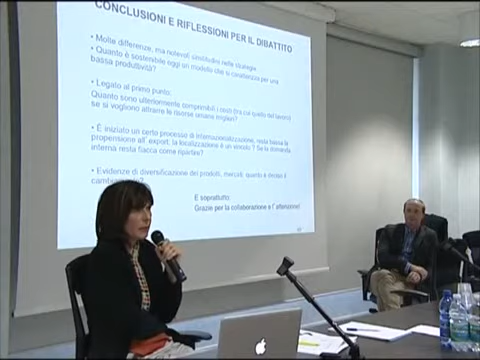 CONCLUSIONI E RIFLESSIONI PER IL DIBATTITO
• Molte differenze, ma notevoli similitudini nelle strategie
• Quanto è sostenibile oggi un modello che si caratterizza per una
bassa produttività?
• Legato al primo punto:
Quanto sono ulteriormente comprimibili i costi (tra cui quello del lavoro)
se si vogliono attrarre le risorse umane migliori?
• È iniziato un certo processo di internazionalizzazione, resta bassa la
propensione all' export, la localizzazione è un vincolo? Se la domanda
interna resta fiacca come ripartire?
• Evidenze di diversificazione dei prodotti, mercati, quanto è deciso il
cambiamento?
E soprattutto:
Grazie per la collaborazione e l' attenzione!